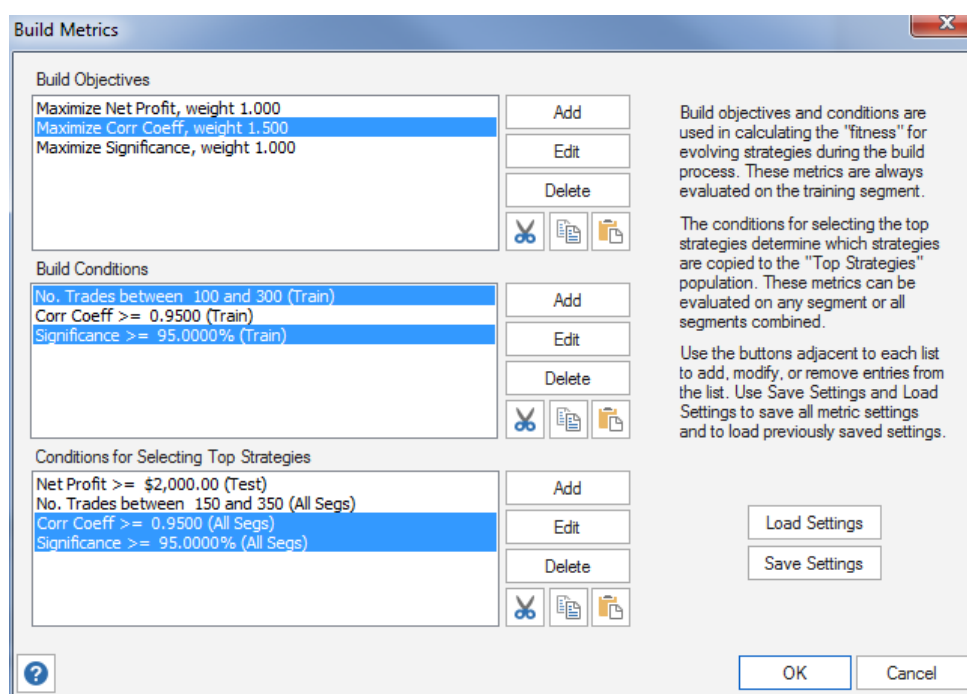 Build Metrics
Build Objectives
Maximize Net Profit, weight 1.000
Maximize Corr Coeff, weight 1.500
Maximize Significance, weight 1.000
Add
Edit
Delete
Build Conditions
No. Trades between  100 and 300 (Train)
Corr Coeff >=  0.9500 (Train)
Significance >=  95.0000% (Train)
Add
Edit
Delete
Conditions for Selecting Top Strategies
Net Profit >=  $2,000.00 (Test)
No. Trades between  150 and 350 (All Segs)
Corr Coeff >=  0.9500 (All Segs)
Significance >=  95.0000% (All Segs)
Add
Edit
Delete
Build objectives and conditions are
used in calculating the "fitness" for
evolving strategies during the build
process. These metrics are always
evaluated on the training segment.
The conditions for selecting the top
strategies determine which strategies
are copied to the "Top Strategies"
population. These metrics can be
evaluated on any segment or all
segments combined.
Use the buttons adjacent to each list
to add, modify, or remove entries from
the list. Use Save Settings and Load
Settings to save all metric settings
and to load previously saved settings.
Load Settings
Save Settings
?
OK
Cancel